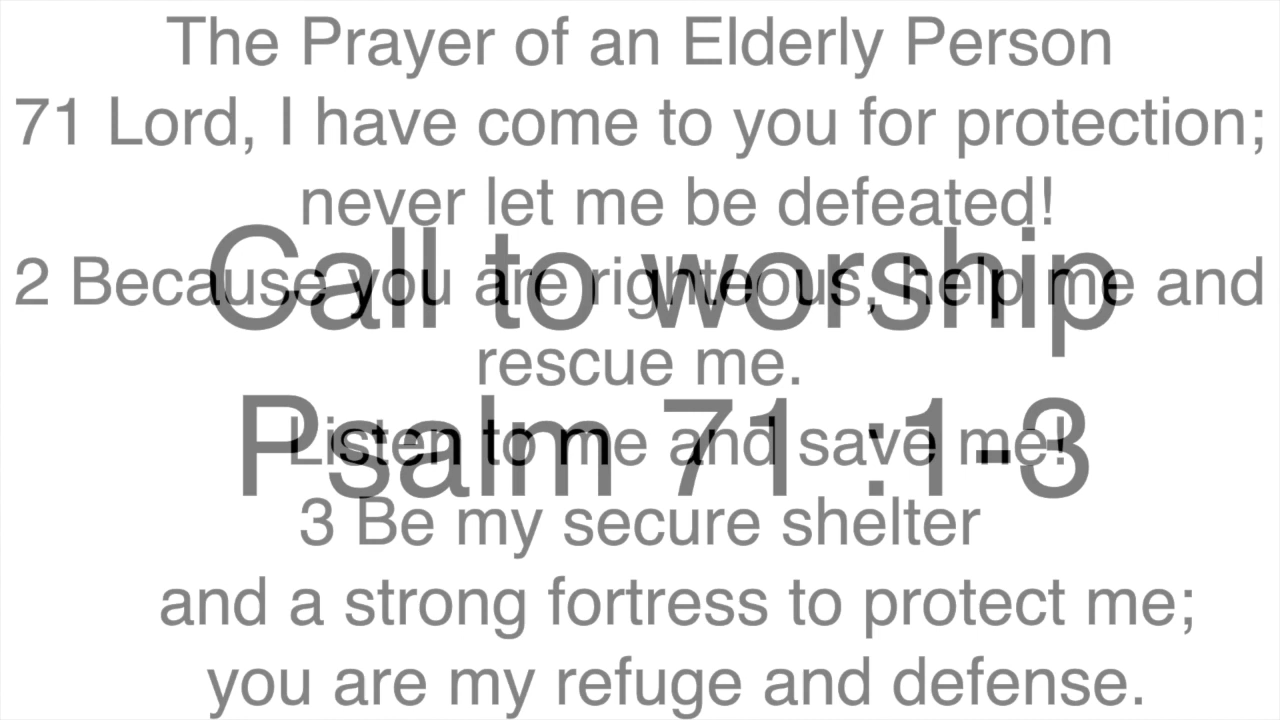 The Prayer of an Elderly Person
71 Lord, I have come to you for protection;
never let me be defeated!
Call to worship
2 Because you are righteous, help me and
rescue me.
Psalm 71 :1-3
Listen to me and save me!
3 Be my secure shelter
and a strong fortress to protect me;
you are my refuge and defense.